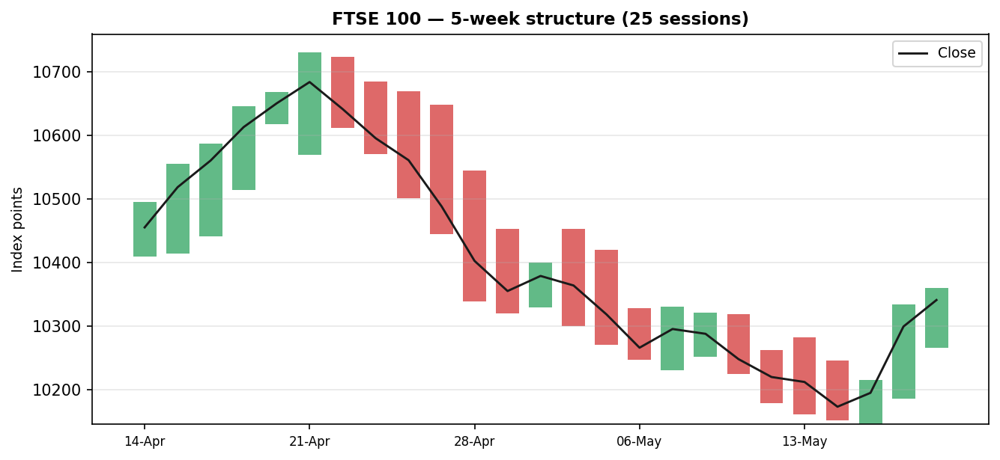 FTSE 100 — 5-week structure (25 sessions)
Close
Index points
10700
10600
10500
10400
10300
10200
14-Apr
21-Apr
28-Apr
06-May
13-May